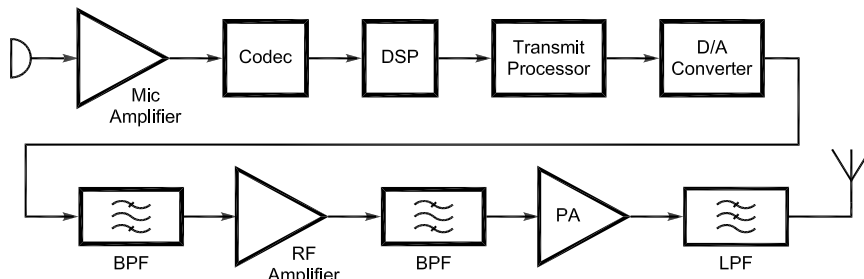 Mic
Amplifier
Codec
DSP
Transmit
Processor
D/A
Converter
BPF
RF
Amplifier
BPF
PA
LPF